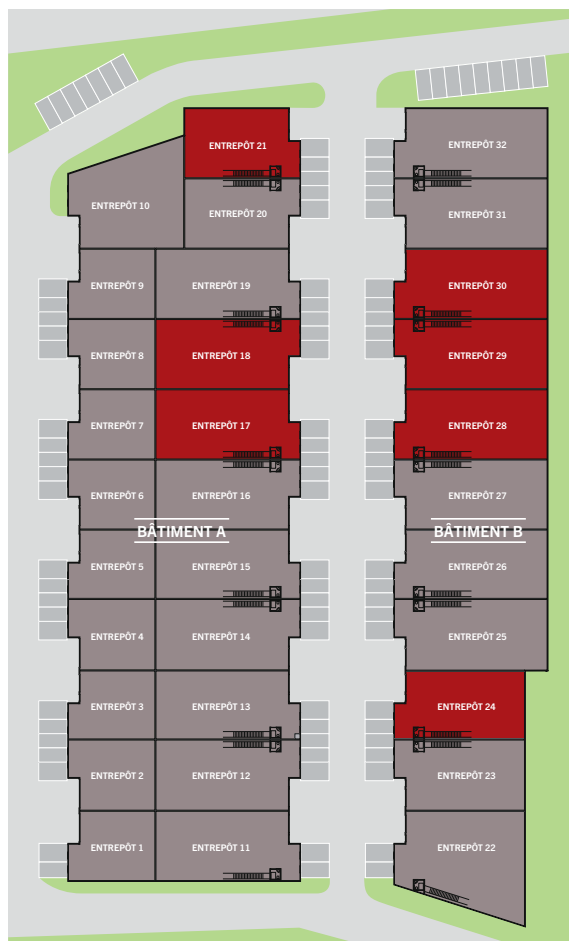 ENTREPÔT 21
ENTREPÔT 32
ENTREPÔT 10
ENTREPÔT 20
ENTREPÔT 31
ENTREPÔT 9
ENTREPÔT 19
ENTREPÔT 30
ENTREPÔT 8
ENTREPÔT 18
ENTREPÔT 29
ENTREPÔT 7
ENTREPÔT 17
ENTREPÔT 28
ENTREPÔT 6
ENTREPÔT 16
ENTREPÔT 27
BÂTIMENT A
BÂTIMENT B
ENTREPÔT 5
ENTREPÔT 15
ENTREPÔT 26
ENTREPÔT 4
ENTREPÔT 14
ENTREPÔT 25
ENTREPÔT 3
ENTREPÔT 13
ENTREPÔT 24
ENTREPÔT 2
ENTREPÔT 12
ENTREPÔT 23
ENTREPÔT 1
ENTREPÔT 11
ENTREPÔT 22